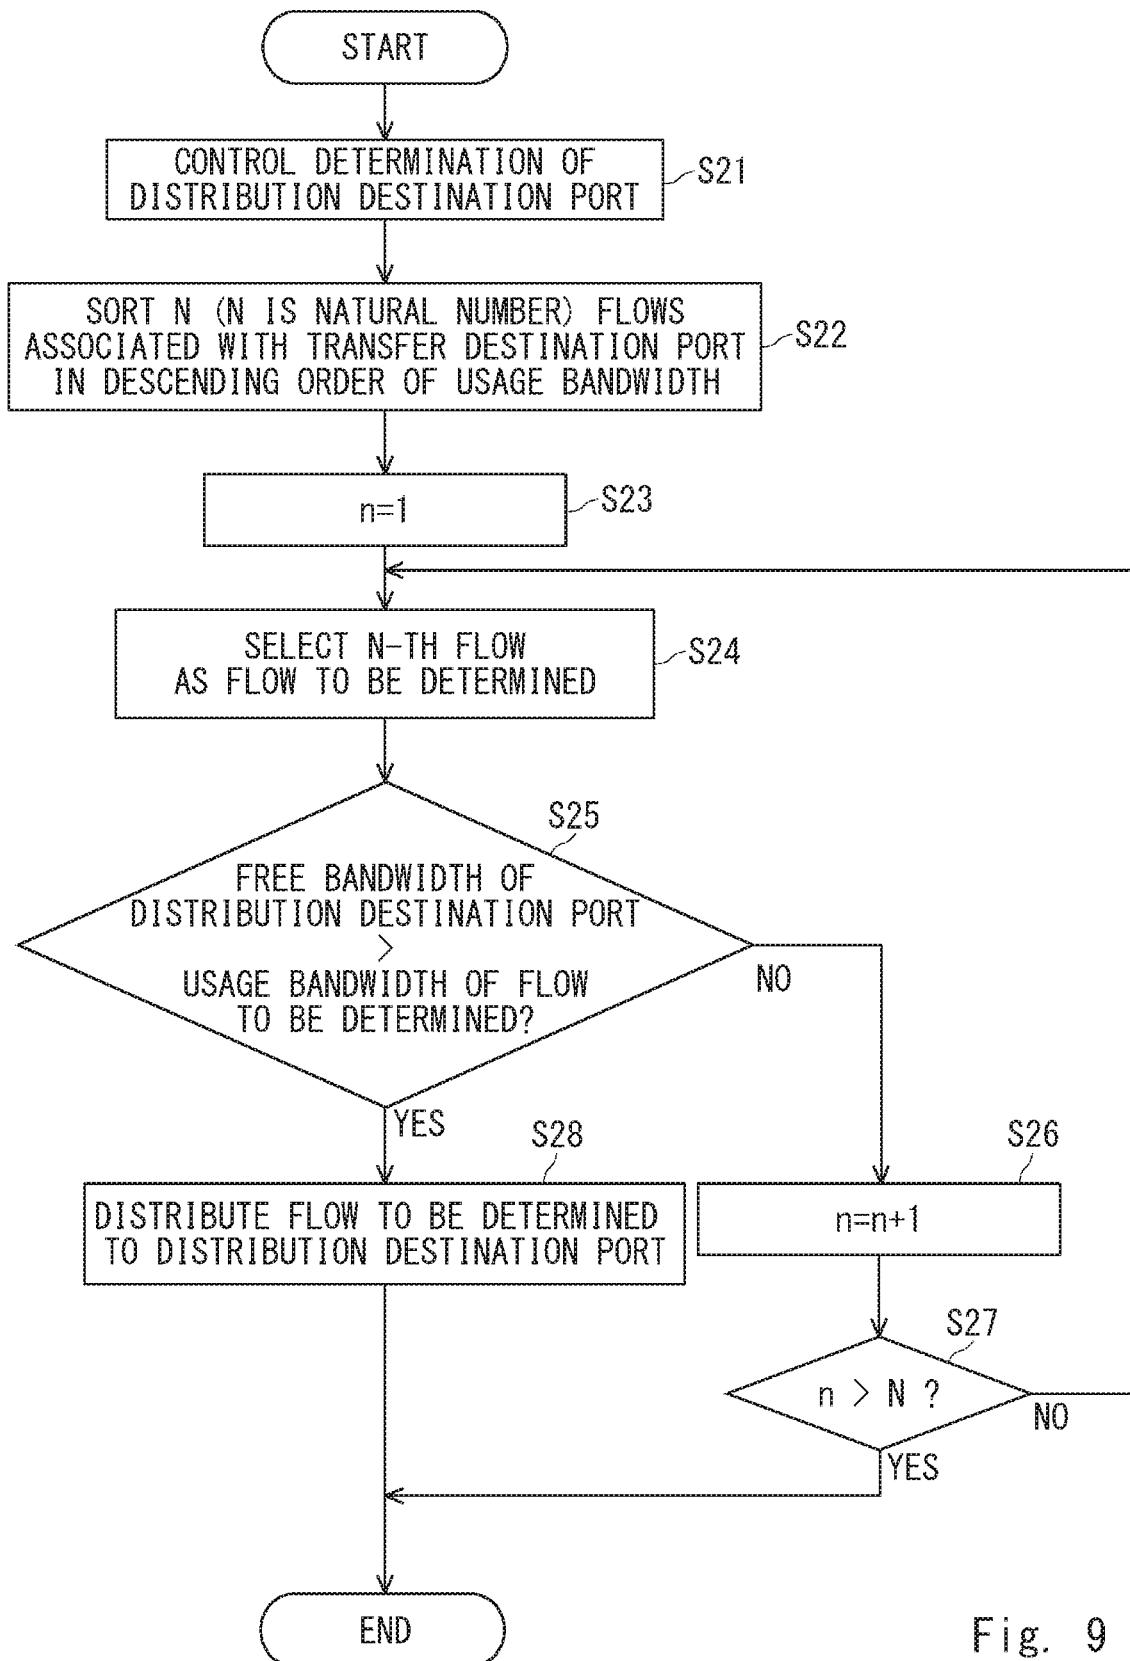 START
CONTROL DETERMINATION OF
DISTRIBUTION DESTINATION PORT
S21
SORT N (N IS NATURAL NUMBER) FLOWS
ASSOCIATED WITH TRANSFER DESTINATION PORT
IN DESCENDING ORDER OF USAGE BANDWIDTH
S22
n=1
S23
SELECT N-TH FLOW
AS FLOW TO BE DETERMINED
S24
S25
FREE BANDWIDTH OF
DISTRIBUTION DESTINATION PORT
>
USAGE BANDWIDTH OF FLOW
TO BE DETERMINED?
NO
YES
S28
DISTRIBUTE FLOW TO BE DETERMINED
TO DISTRIBUTION DESTINATION PORT
S26
n=n+1
S27
n > N ?
NO
YES
END
Fig. 9